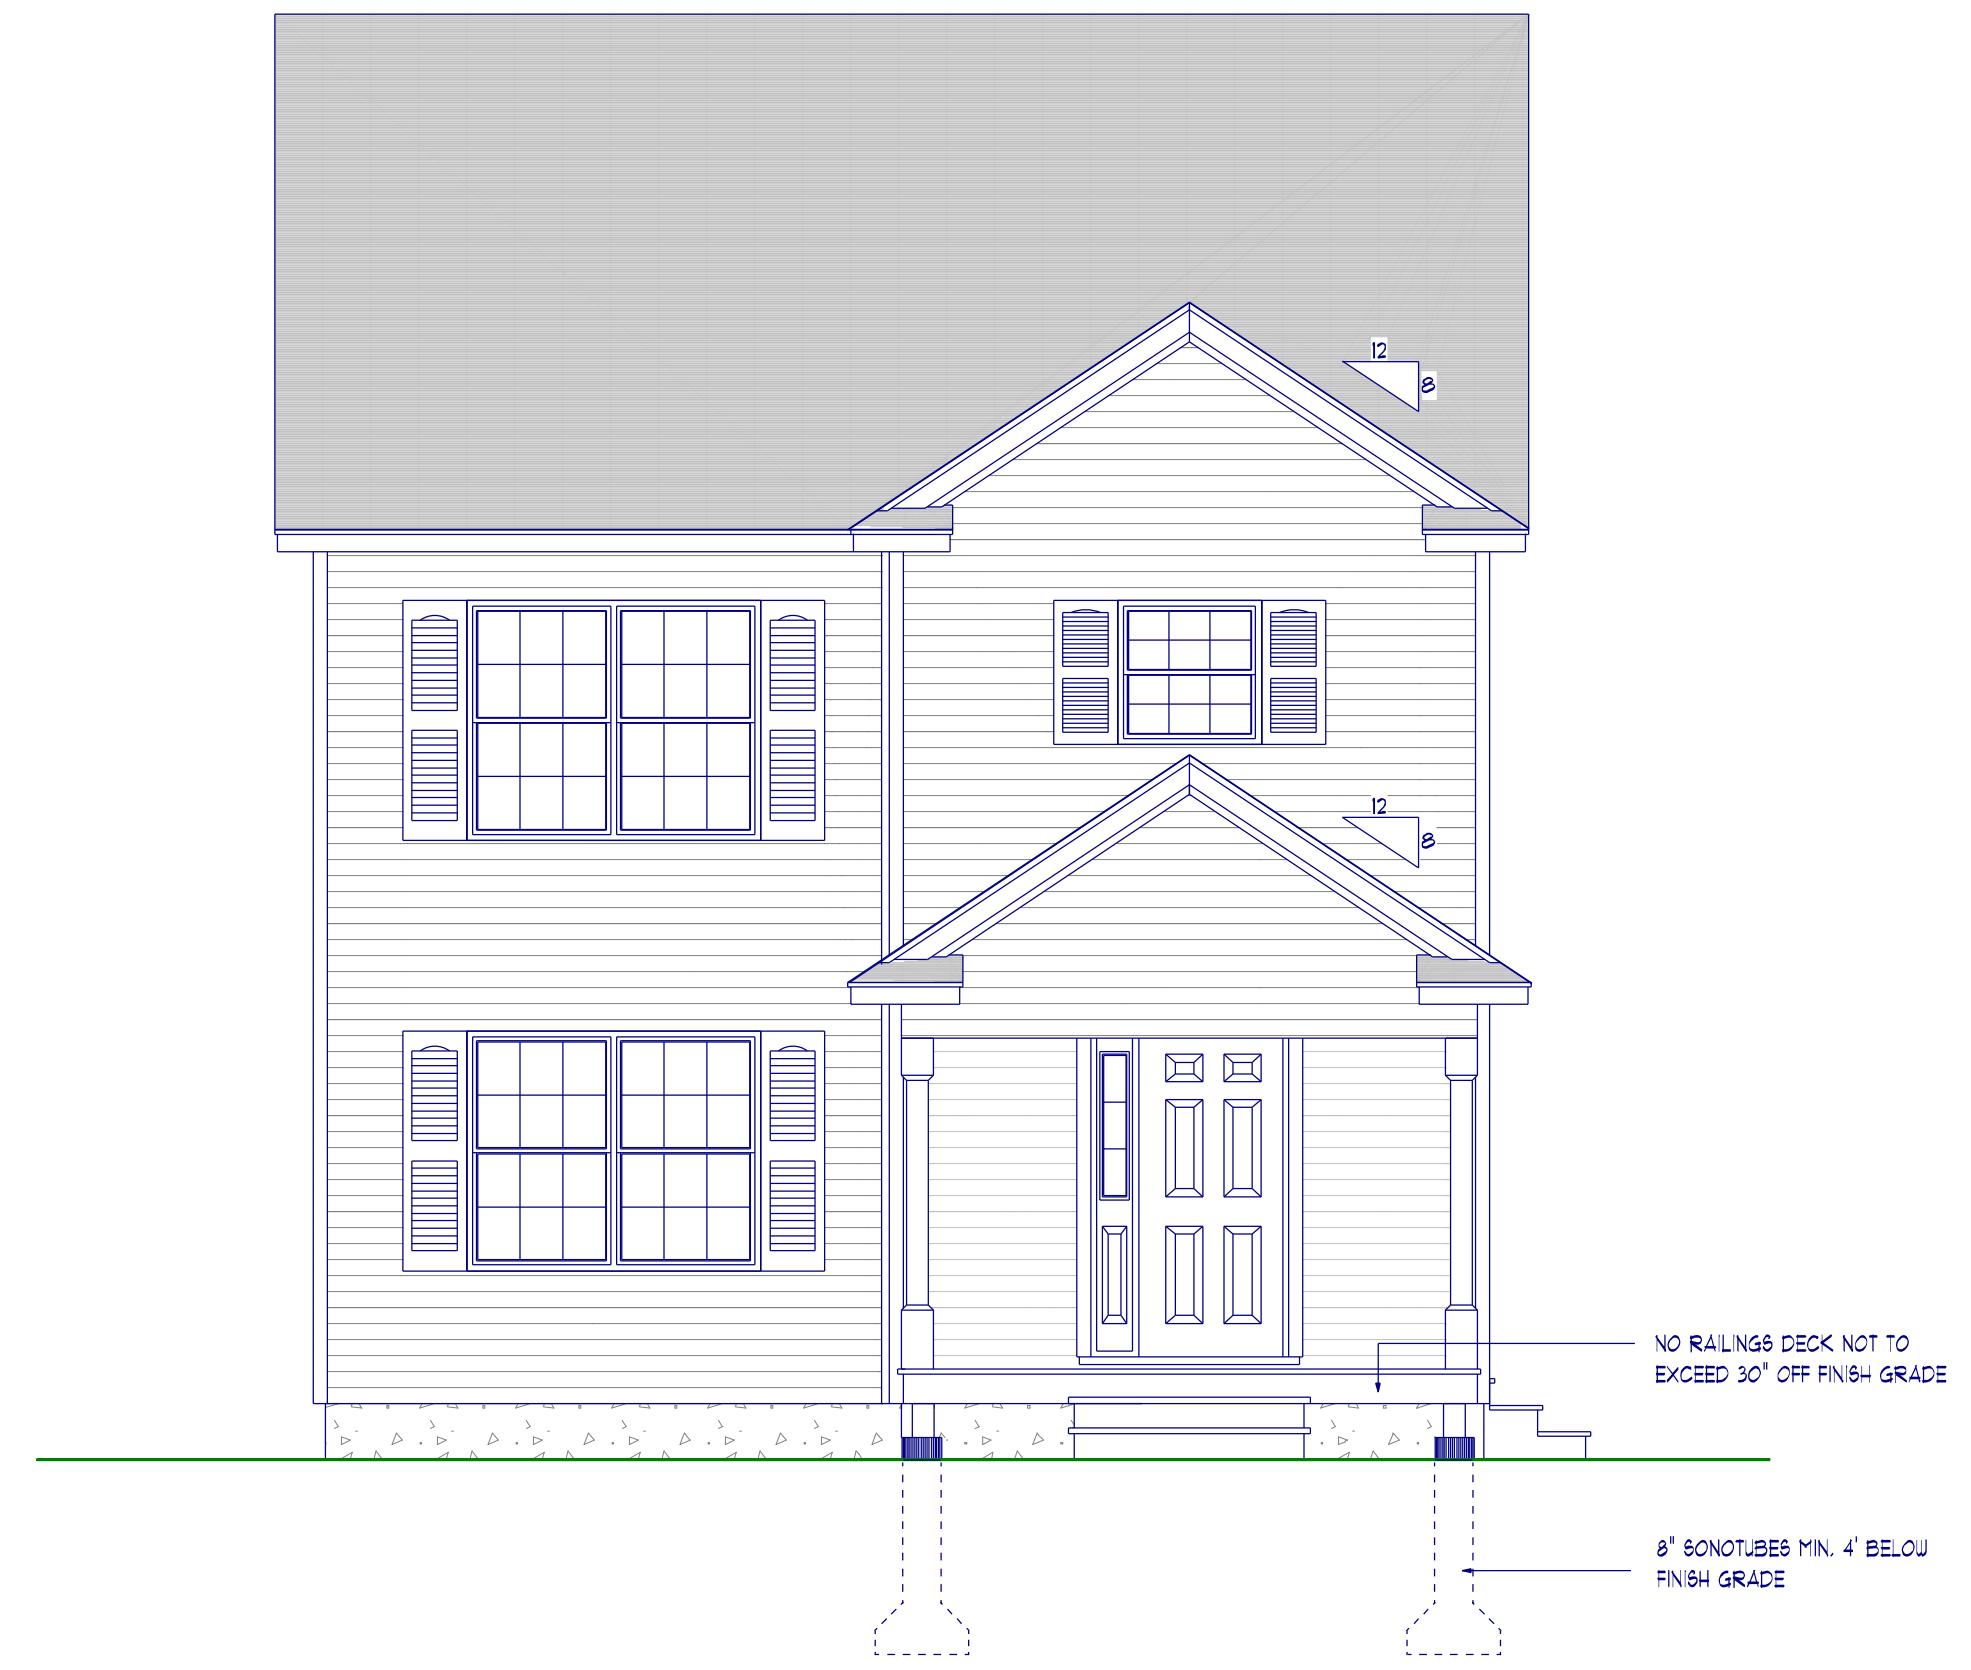 12
8
12
8
NO RAILINGS DECK NOT TO
EXCEED 30" OFF FINISH GRADE
8" SONOTUBES MIN. 4' BELOW
FINISH GRADE